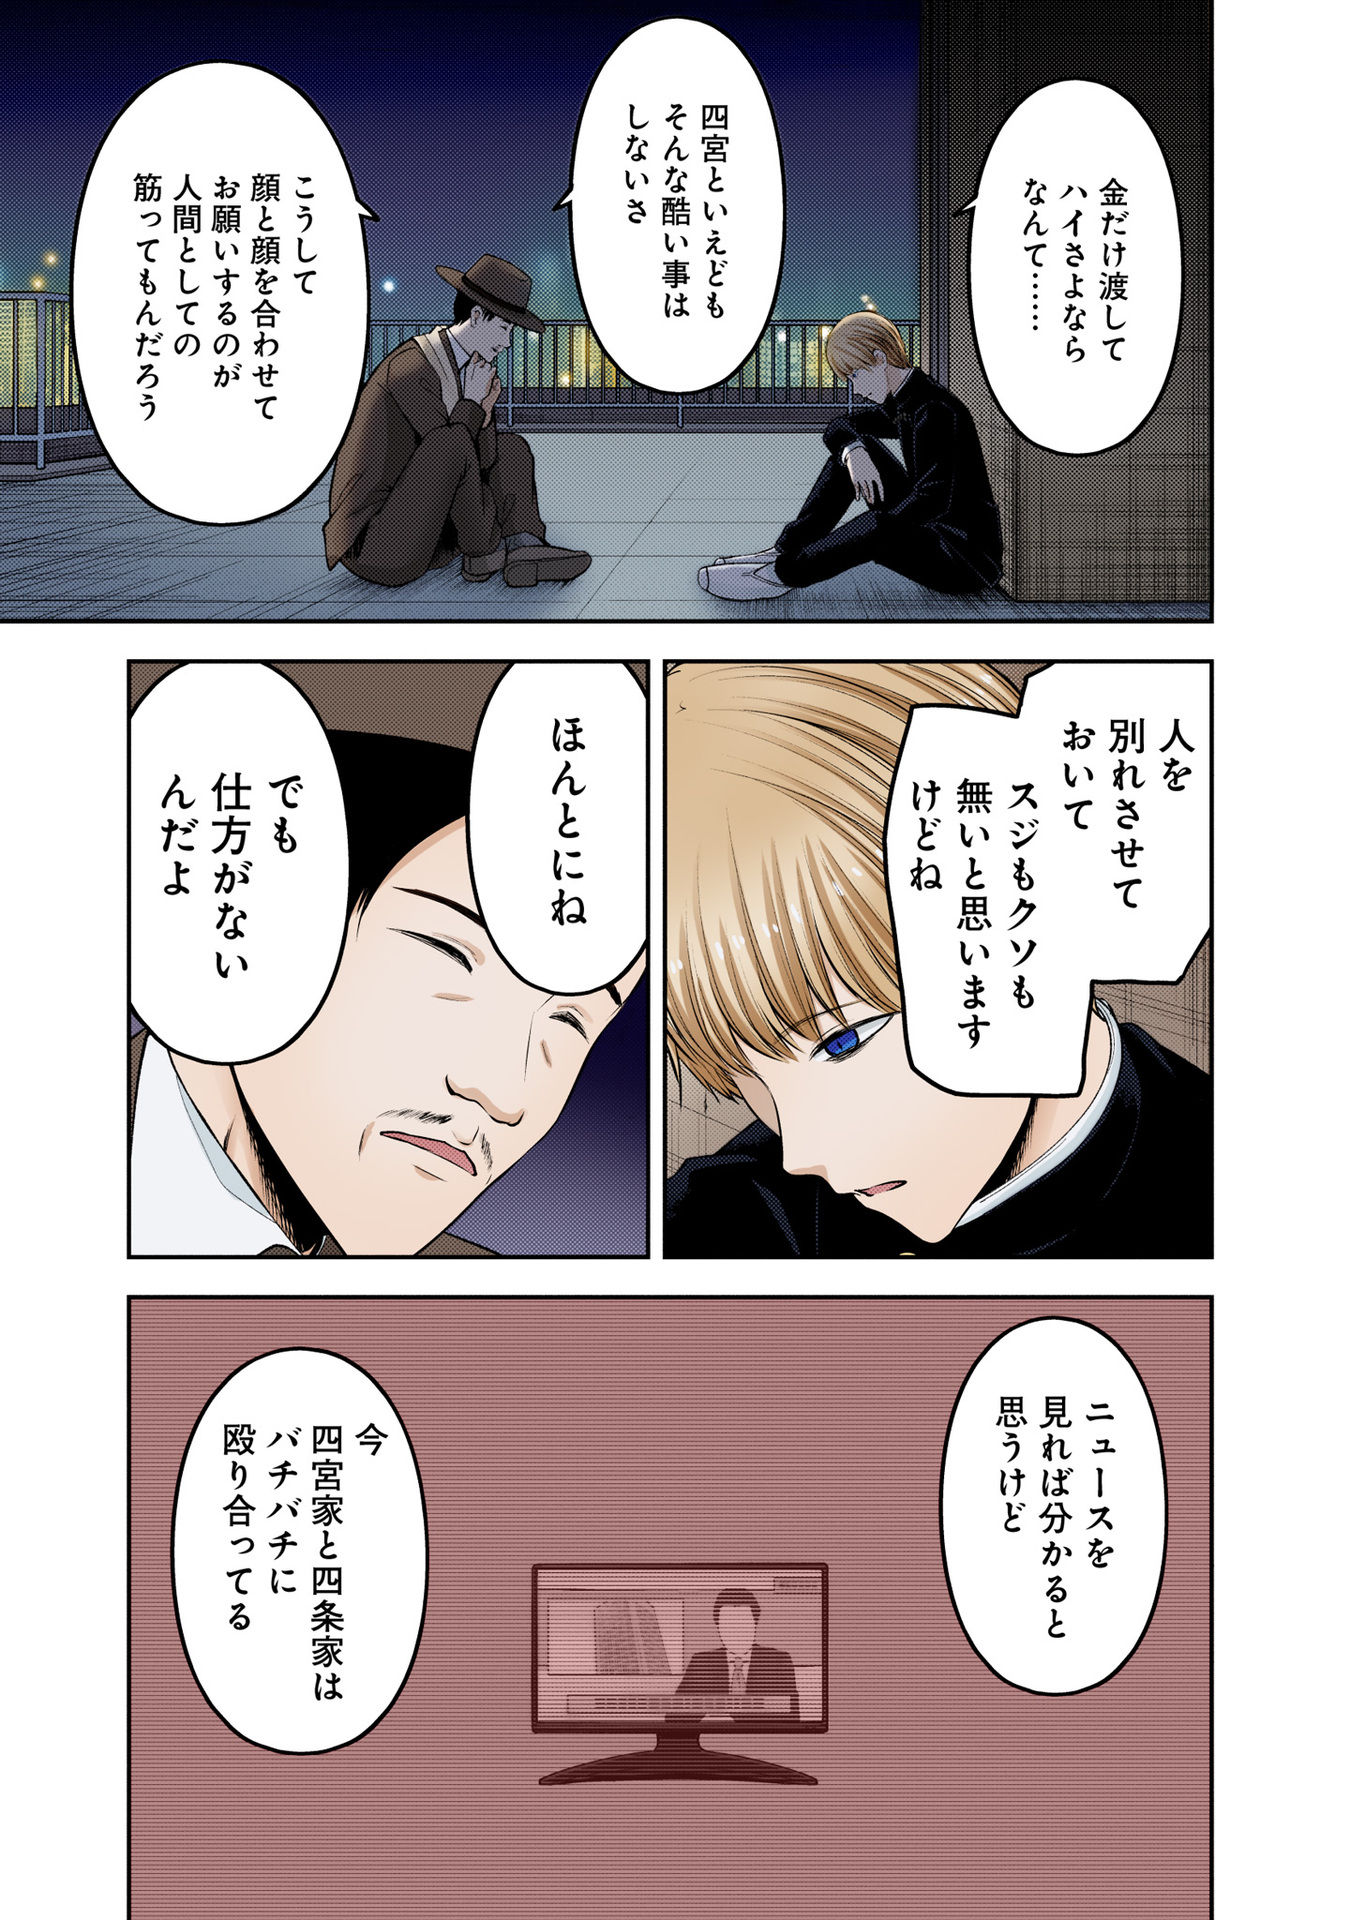 金だけ渡して
ハイさよなら
なんて……
四宮といえども
そんな酷い事は
しないさ
こうして
顔と顔を合わせて
お願いするのが
人間としての
筋ってもんだろう
人を
別れさせて
おいて
スジもクソも
無いと思います
けどね
ほんとにね
でも
仕方がない
んだよ
ニュースを
見れば分かると
思うけど
今
四宮家と四条家は
バチバチに
殴り合ってる